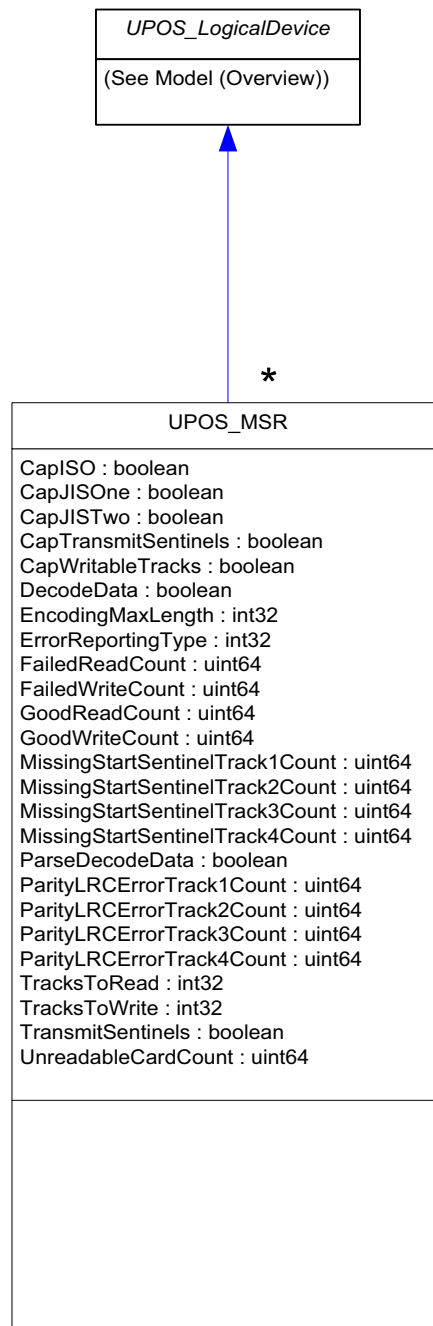 UPOS_LogicalDevice
(See Model (Overview))
*
UPOS_MSR
CapISO : boolean
CapJISOne : boolean
CapJISTwo : boolean
CapTransmitSentinels : boolean
CapWritableTracks : boolean
DecodeData : boolean
EncodingMaxLength : int32
ErrorReportingType : int32
FailedReadCount : uint64
FailedWriteCount : uint64
GoodReadCount : uint64
GoodWriteCount : uint64
MissingStartSentinelTrack1Count : uint64
MissingStartSentinelTrack2Count : uint64
MissingStartSentinelTrack3Count : uint64
MissingStartSentinelTrack4Count : uint64
ParseDecodeData : boolean
ParityLRCErrorTrack1Count : uint64
ParityLRCErrorTrack2Count : uint64
ParityLRCErrorTrack3Count : uint64
ParityLRCErrorTrack4Count : uint64
TracksToRead : int32
TracksToWrite : int32
TransmitSentinels : boolean
UnreadableCardCount : uint64